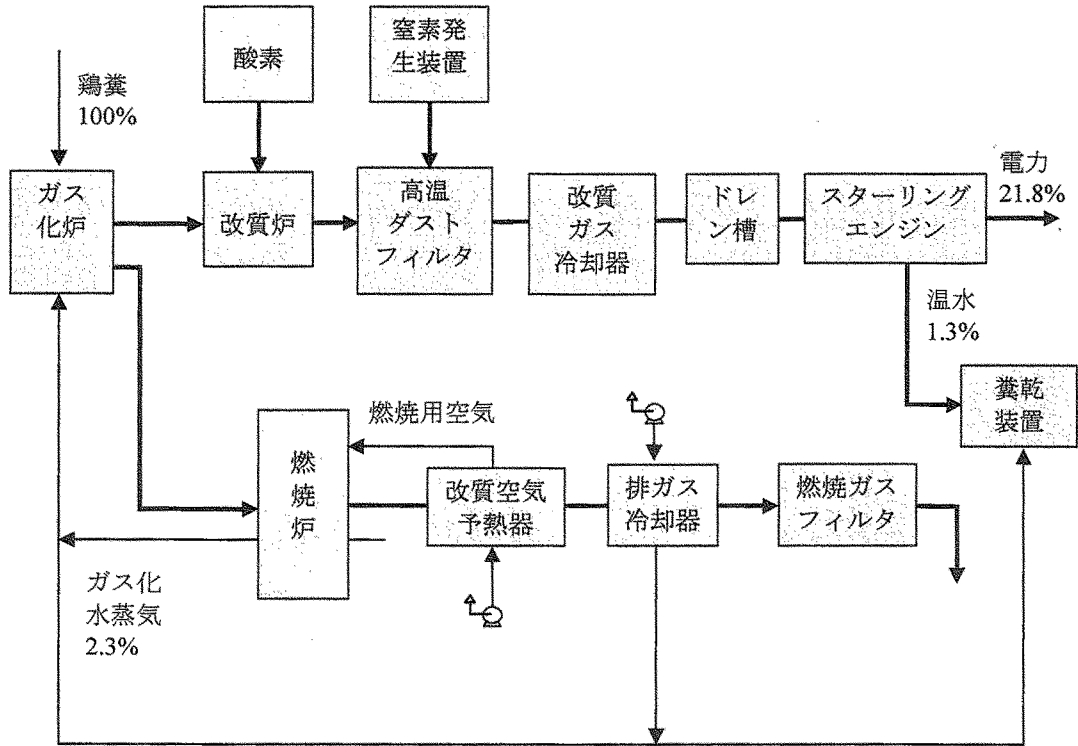 酸素
窒素発
生装置
鶏糞
100%
ガス
化炉
改質炉
高温
ダスト
フィルタ
改質
ガス
冷却器
ドレ
ン槽
スターリング
エンジン
電力
21.8%
温水
1.3%
糞乾
装置
燃焼用空気
燃
焼
炉
改質空気
予熱器
排ガス
冷却器
燃焼ガス
フィルタ
ガス化
水蒸気
2.3%